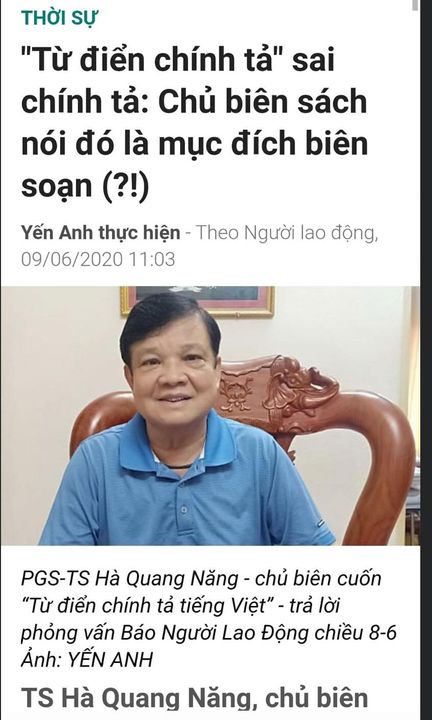 THỜI SỰ
"Từ điển chính tả" sai
chính tả: Chủ biên sách
nói đó là mục đích biên
soạn (?!)
Yến Anh thực hiện - Theo Người lao động,
09/06/2020 11:03
PGS-TS Hà Quang Năng - chủ biên cuốn
“Từ điển chính tả tiếng Việt” - trả lời
phỏng vấn Báo Người Lao Động chiều 8-6
Ảnh: YẾN ANH
TS Hà Quang Năng, chủ biên